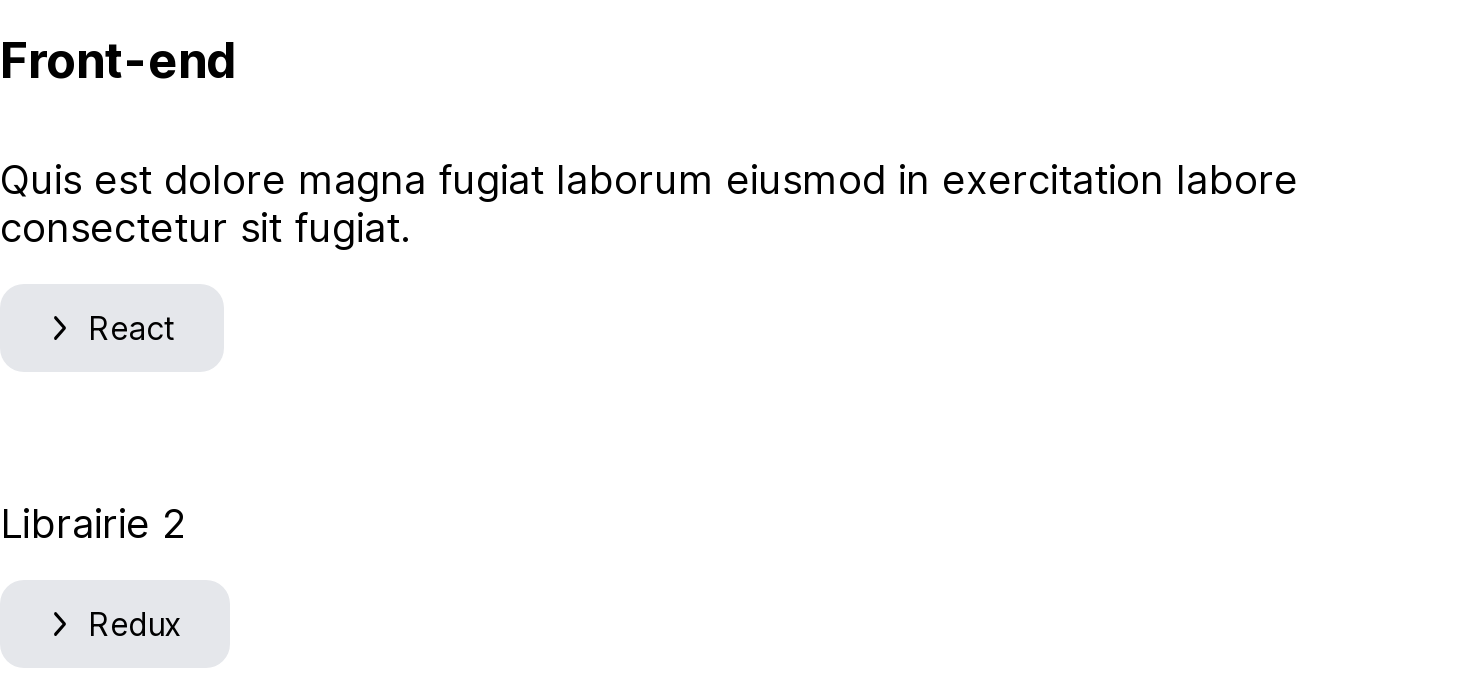 Front-end
Quis est dolore magna fugiat laborum eiusmod in exercitation labore
consectetur sit fugiat.
React
Librairie 2
Redux